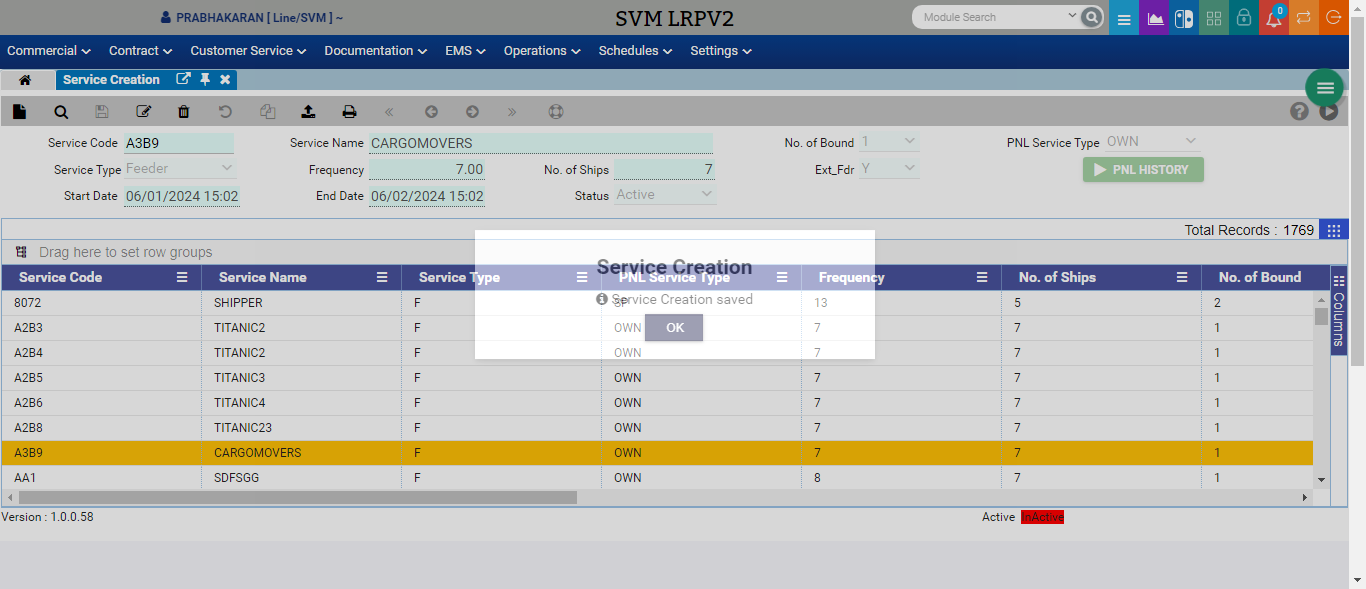 PRABHAKARAN [ Line/SVM ] ~
SVM LRPV2
Module Search
0
Commercial Contract Customer Service Documentation EMS Operations Schedules Settings
Service Creation
Service Code A3B9 Service Name CARGOMOVERS No. of Bound 1 PNL Service Type OWN
Service Type Feeder Frequency 7.00 No. of Ships 7 Ext_Fdr Y PNL HISTORY
Start Date 06/01/2024 15:02 End Date 06/02/2024 15:02 Status Active
Total Records : 1769
Drag here to set row groups
Service Code Service Name Service Type PNL Service Type Frequency No. of Ships No. of Bound
Columns
Service Creation
Service Creation saved
OK
8072 SHIPPER F SP 13 5 2
A2B3 TITANIC2 F OWN 7 7 1
A2B4 TITANIC2 F OWN 7 7 1
A2B5 TITANIC3 F OWN 7 7 1
A2B6 TITANIC4 F OWN 7 7 1
A2B8 TITANIC23 F OWN 7 7 1
A3B9 CARGOMOVERS F OWN 7 7 1
AA1 SDFSGG F OWN 8 7 1
Version : 1.0.0.58 Active InActive